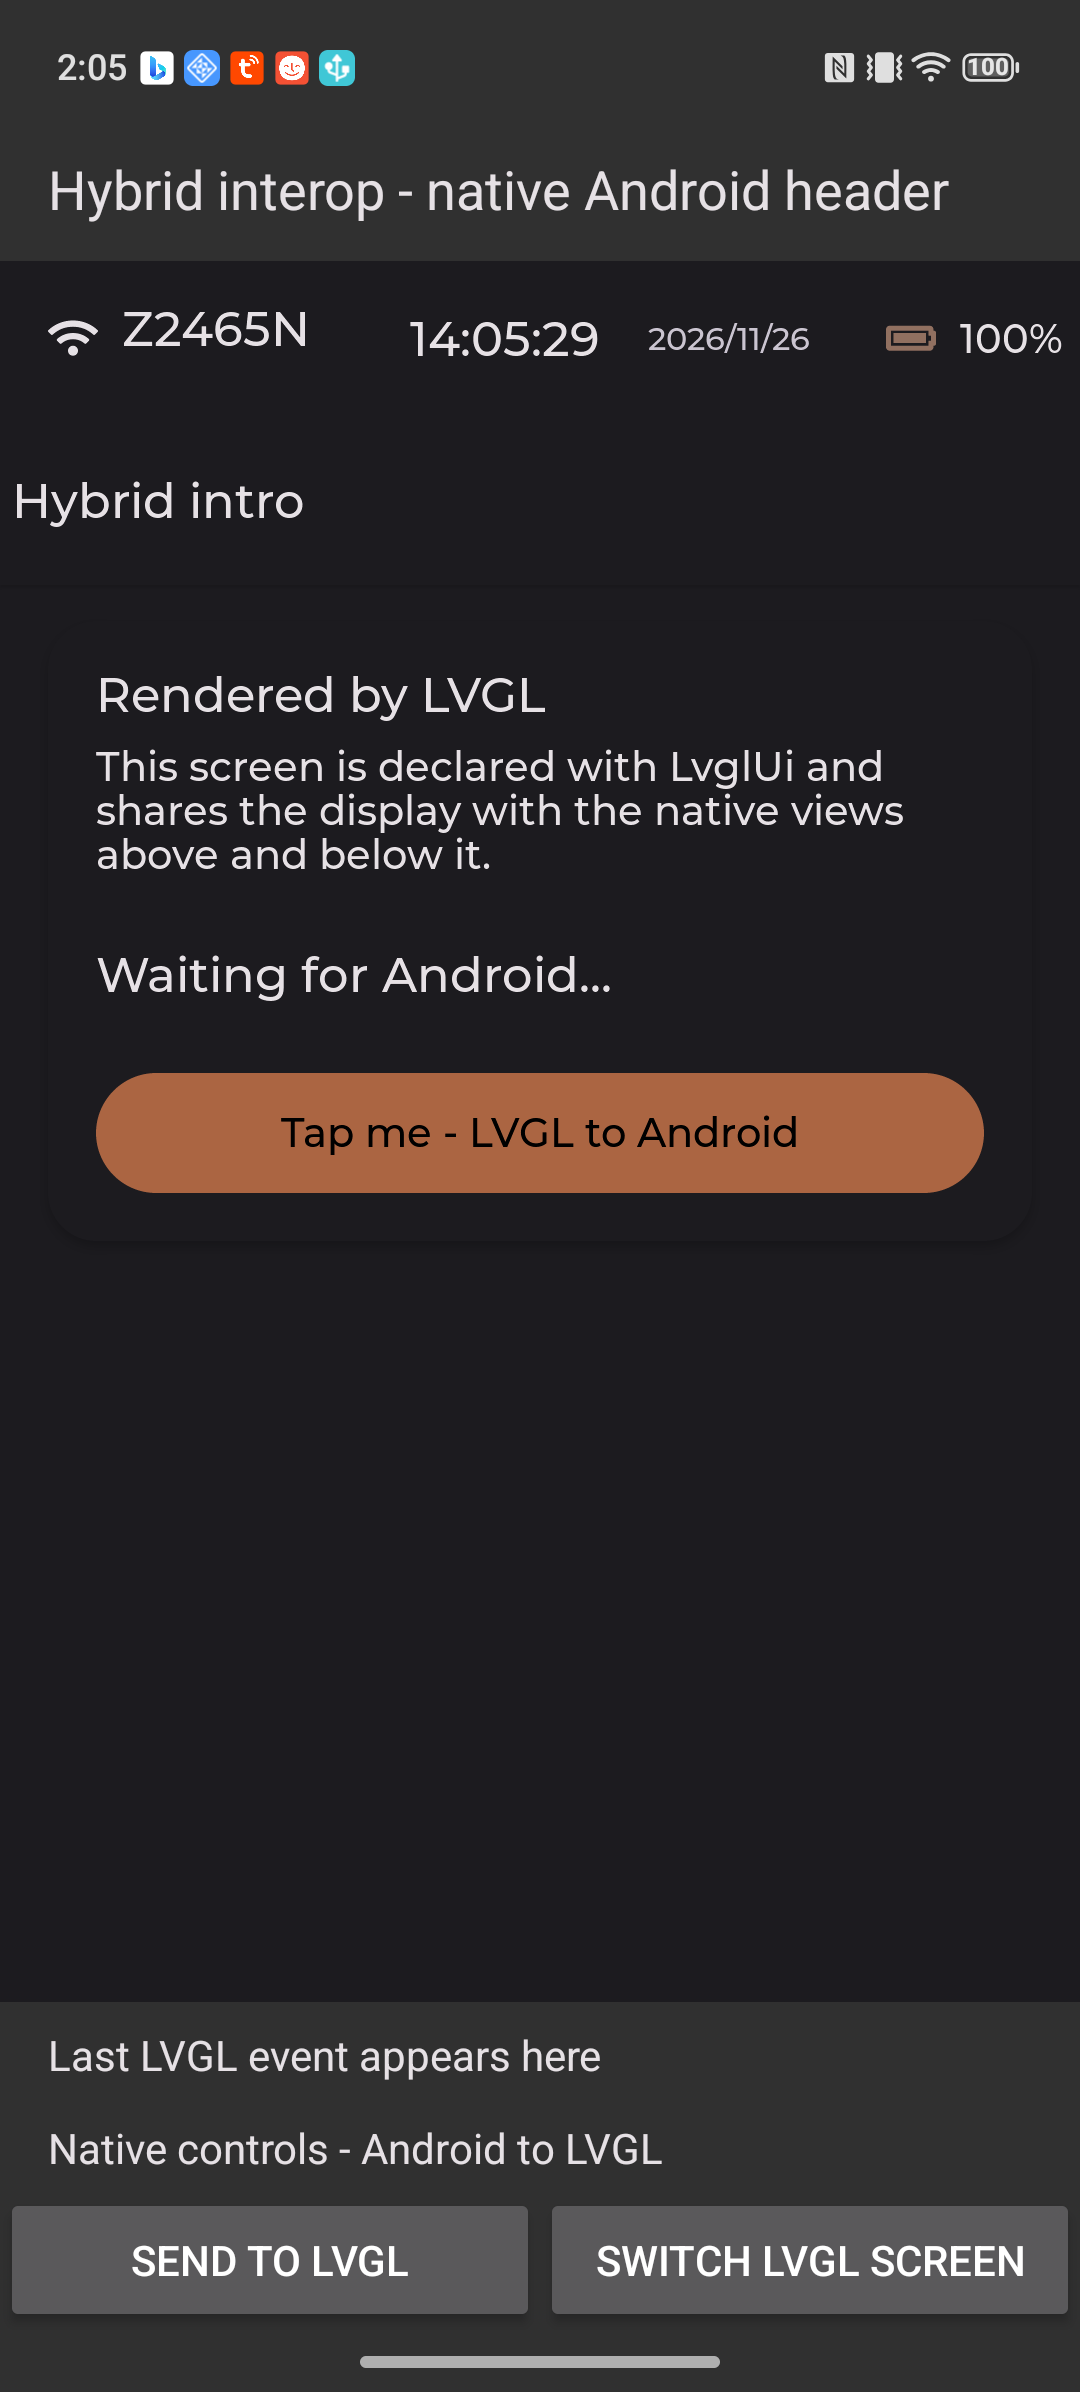 2:05
100
Hybrid interop - native Android header
Z2465N 14:05:29 2026/11/26 100%
Hybrid intro
Rendered by LVGL
This screen is declared with LvglUi and
shares the display with the native views
above and below it.
Waiting for Android...
Tap me - LVGL to Android
Last LVGL event appears here
Native controls - Android to LVGL
SEND TO LVGL
SWITCH LVGL SCREEN